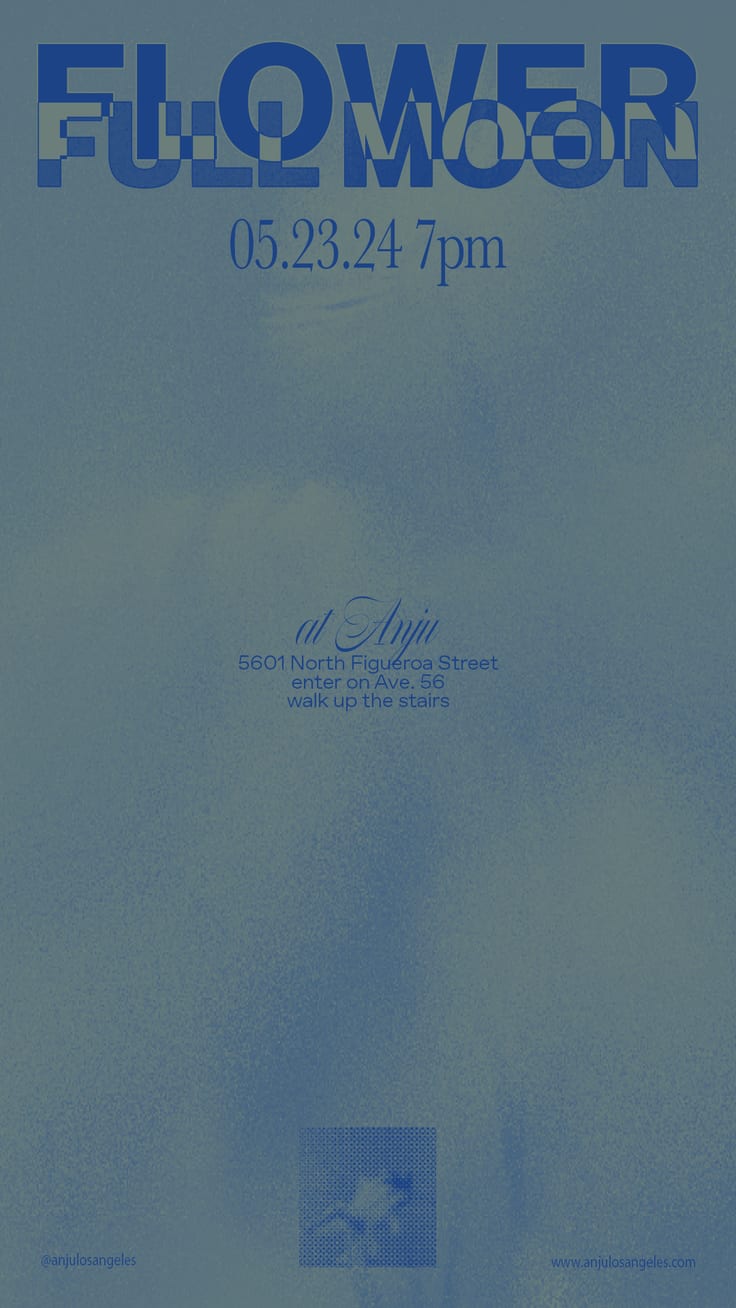 FLOWER
FULL MOON
05.23.24 7pm
at Anju
5601 North Figueroa Street
enter on Ave. 56
walk up the stairs
@anjulosangeles
www.anjulosangeles.com